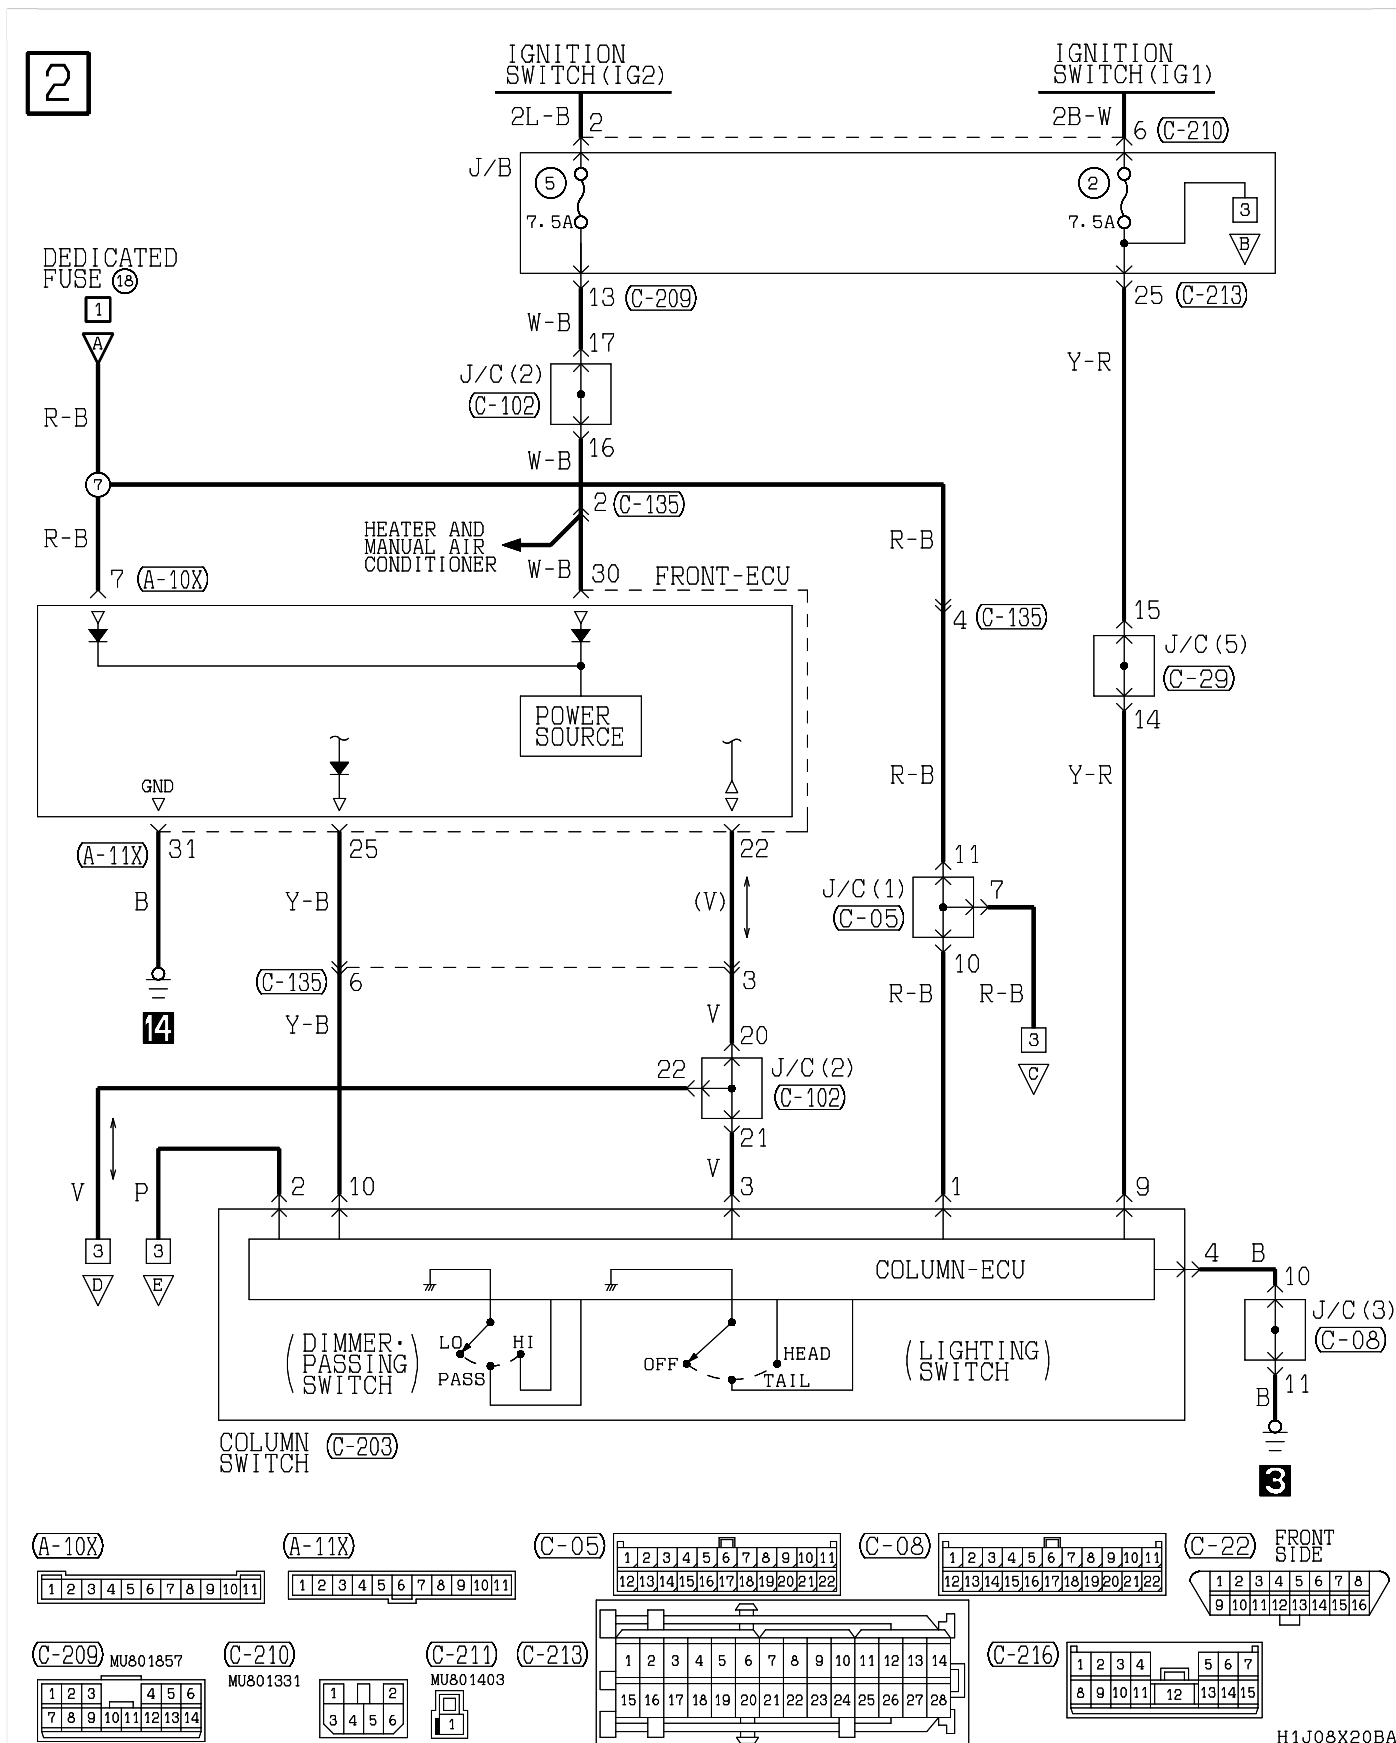 2
IGNITION
SWITCH(IG2)
IGNITION
SWITCH(IG1)
2L-B
2
2B-W
6
C-210
J/B
5
7.5A
2
7.5A
3
B
DEDICATED
FUSE 18
1
A
13
C-209
25
C-213
W-B
17
J/C(2)
C-102
Y-R
R-B
16
W-B
7
2
C-135
HEATER AND
MANUAL AIR
CONDITIONER
R-B
R-B
7
A-10X
W-B
30
FRONT-ECU
4
C-135
15
J/C(5)
C-29
14
POWER
SOURCE
GND
R-B
Y-R
A-11X
31
25
22
11
J/C(1)
C-05
7
B
Y-B
(V)
10
C-135
6
3
R-B
R-B
14
Y-B
V
20
3
C
22
J/C(2)
C-102
21
V
V
P
2
10
3
1
9
3
D
3
E
COLUMN-ECU
4
B
10
J/C(3)
C-08
11
B
3
(DIMMER·
PASSING
SWITCH)
LO
HI
PASS
OFF
HEAD
TAIL
(LIGHTING
SWITCH)
COLUMN
SWITCH
C-203
A-10X
1 2 3 4 5 6 7 8 9 10 11
A-11X
1 2 3 4 5 6 7 8 9 10 11
C-05
1 2 3 4 5 6 7 8 9 10 11
12 13 14 15 16 17 18 19 20 21 22
C-08
1 2 3 4 5 6 7 8 9 10 11
12 13 14 15 16 17 18 19 20 21 22
C-22
FRONT
SIDE
1 2 3 4 5 6 7 8
9 10 11 12 13 14 15 16
C-209 MU801857
1 2 3 4 5 6
7 8 9 10 11 12 13 14
C-210
MU801331
1 2
3 4 5 6
C-211
MU801403
1
C-213
1 2 3 4 5 6 7 8 9 10 11 12 13 14
15 16 17 18 19 20 21 22 23 24 25 26 27 28
C-216
1 2 3 4 5 6 7
8 9 10 11 12 13 14 15
H1J08X20BA